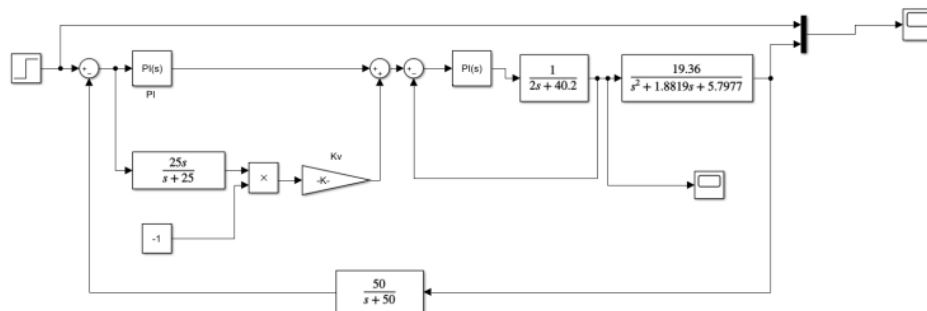 PI(s)
PI
PI(s)
1
2s + 40.2
19.36
s² + 1.8819s + 5.7977
25s
s + 25
×
Kv
-K-
-1
50
s + 50